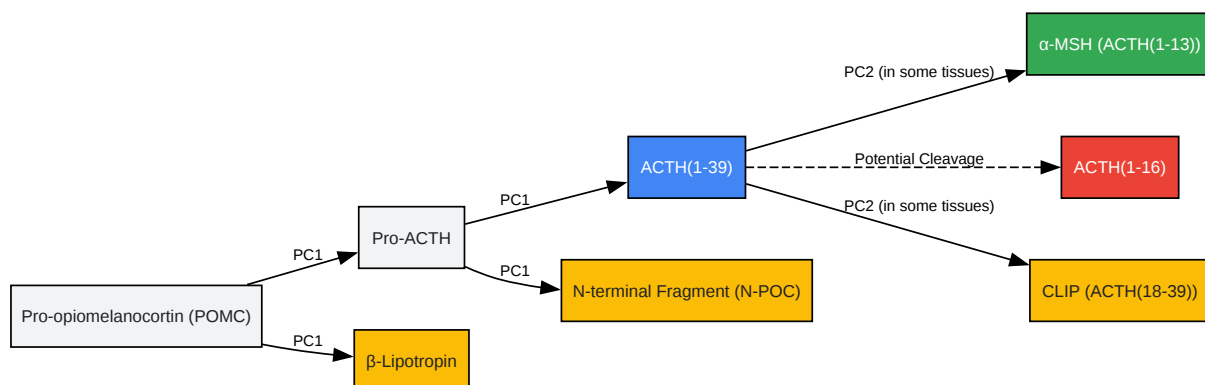 α-MSH (ACTH(1-13))
PC2 (in some tissues)
ACTH(1-39)
Potential Cleavage
ACTH(1-16)
PC1
PC2 (in some tissues)
Pro-ACTH
PC1
PC1
N-terminal Fragment (N-POC)
CLIP (ACTH(18-39))
Pro-opiomelanocortin (POMC)
PC1
β-Lipotropin